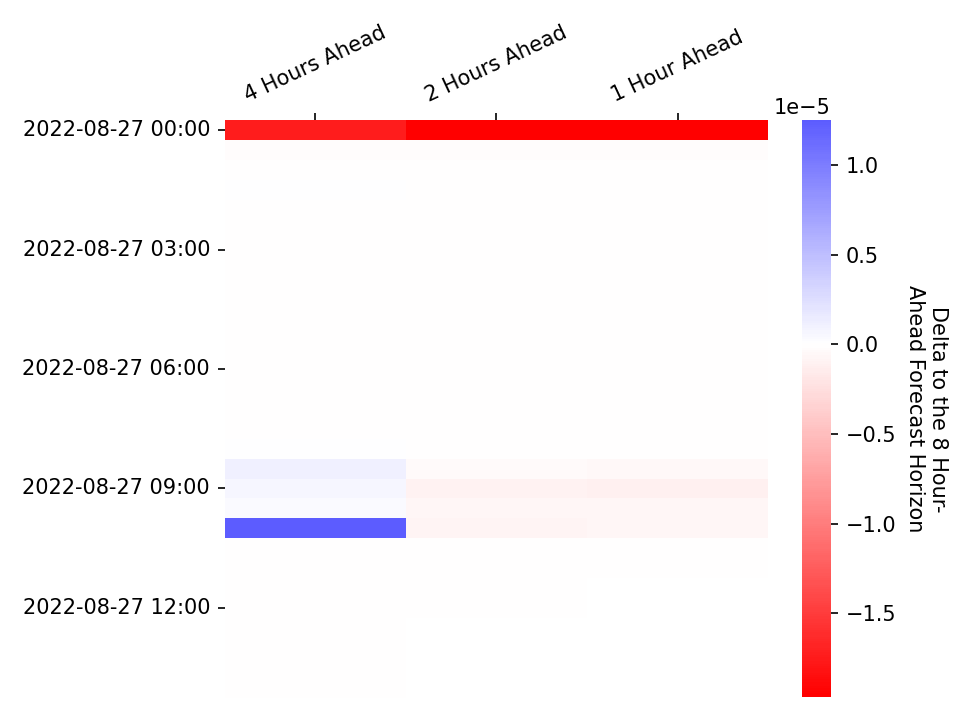 4 Hours Ahead
2 Hours Ahead
1 Hour Ahead
1e−5
2022-08-27 00:00
2022-08-27 03:00
2022-08-27 06:00
2022-08-27 09:00
2022-08-27 12:00
1.0
0.5
0.0
−0.5
−1.0
−1.5
Delta to the 8 Hour-
Ahead Forecast Horizon